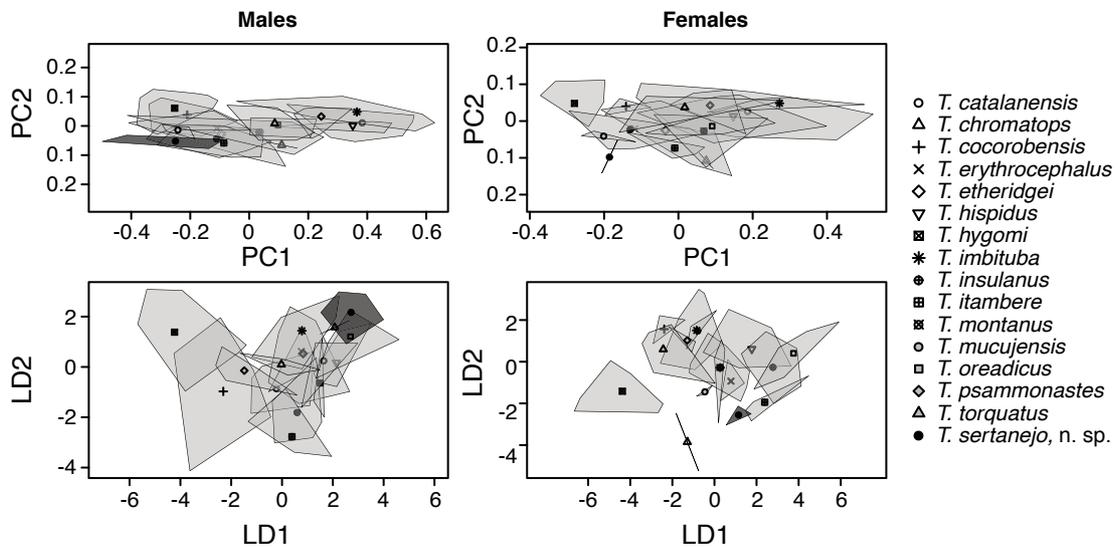 Males
Females
PC2
0.2
0.1
0
0.1
0.2
-0.4
-0.2
0
0.2
0.4
0.6
PC1
PC2
0.2
0.1
0
0.1
0.2
-0.4
-0.2
0
0.2
0.4
PC1
LD2
2
0
-2
-4
-6
-4
-2
0
2
4
6
LD1
LD2
2
0
-2
-4
-6
-4
-2
0
2
4
6
LD1
T. catalanensis
T. chromatops
T. cocorobensis
T. erythrocephalus
T. etheridgei
T. hispidus
T. hygomi
T. imbituba
T. insulanus
T. itambere
T. montanus
T. mucujensis
T. oreadicus
T. psammonastes
T. torquatus
T. sertanejo, n. sp.